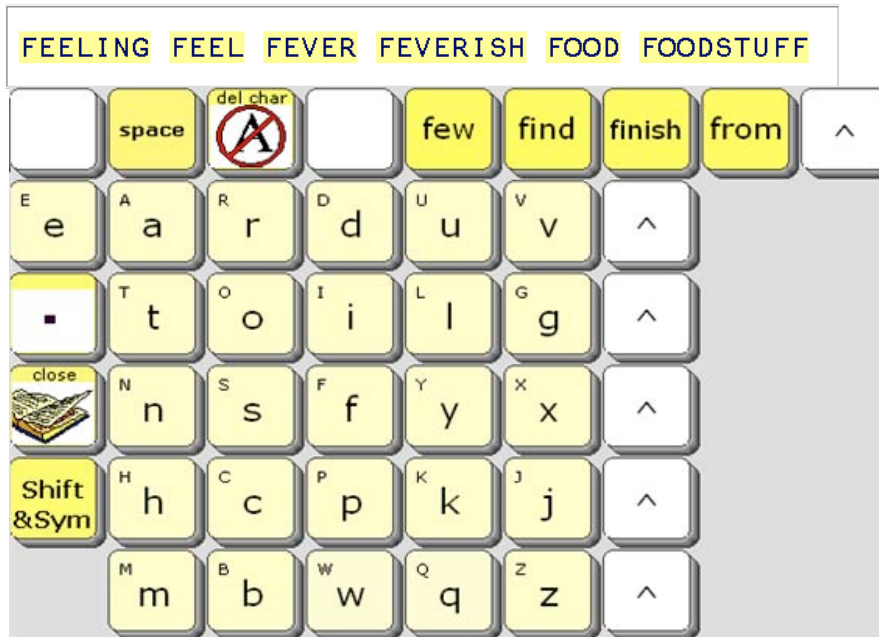 FEELING FEEL FEVER FEVERISH FOOD FOODSTUFF
space del char A few find finish from ^
E e A a R r D d U u V v ^
. T t O o I i L l G g ^
close N n S s F f Y y X x ^
Shift &Sym H h C c P p K k J j ^
M m B b W w Q q Z z ^